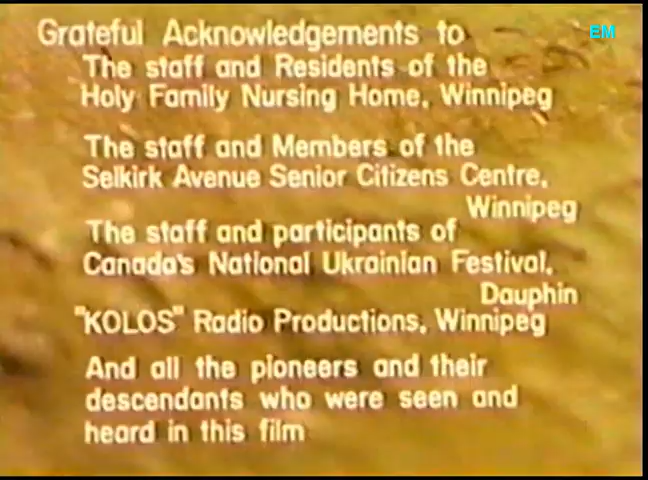 Grateful Acknowledgements to
EM
The staff and Residents of the
Holy Family Nursing Home, Winnipeg
The staff and Members of the
Selkirk Avenue Senior Citizens Centre,
Winnipeg
The staff and participants of
Canada's National Ukrainian Festival,
Dauphin
"KOLOS" Radio Productions, Winnipeg
And all the pioneers and their
descendants who were seen and
heard in this film